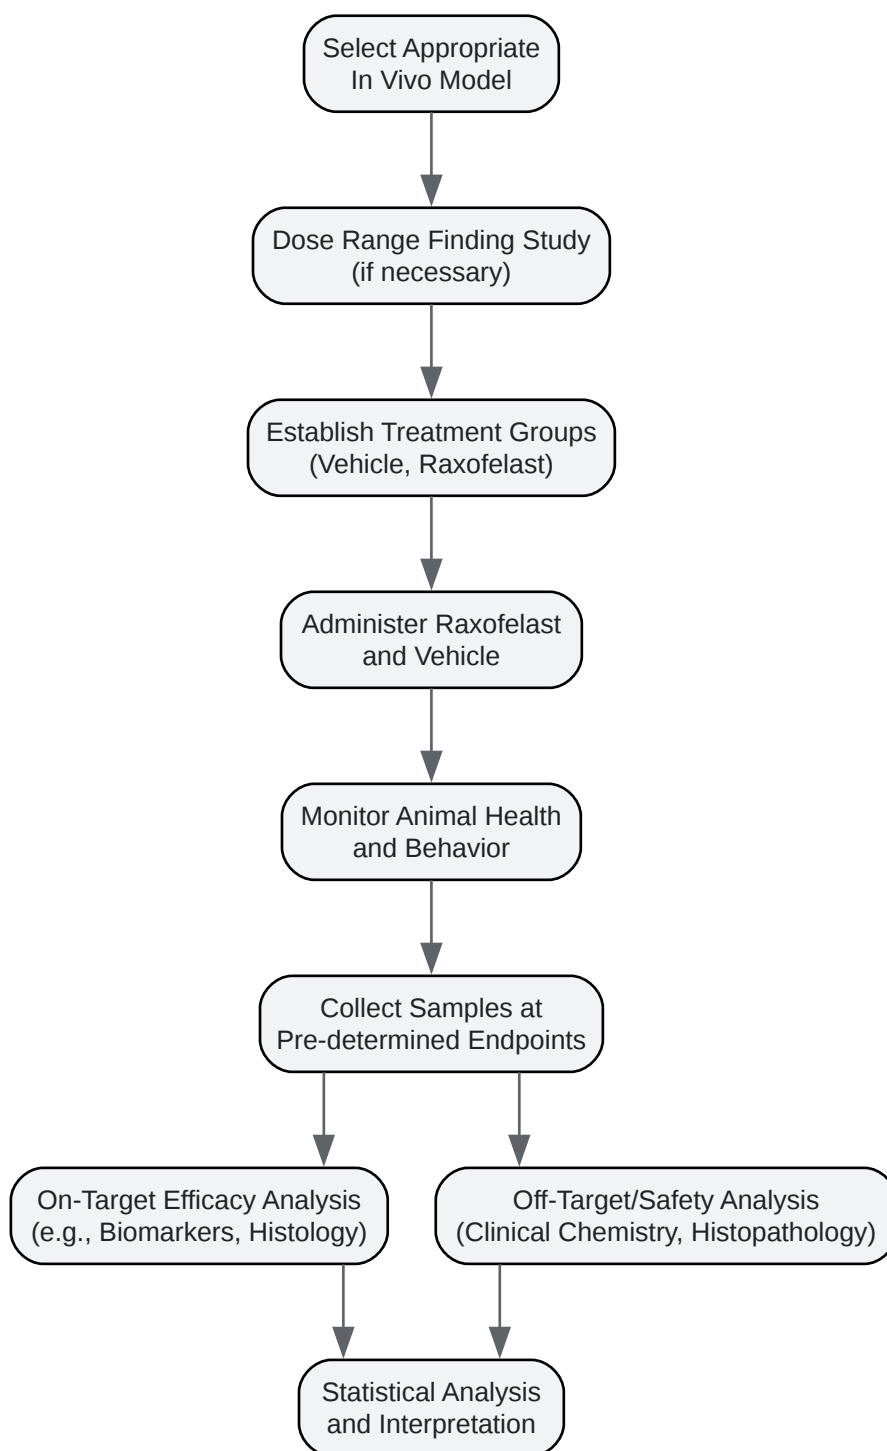 Select Appropriate
In Vivo Model
Dose Range Finding Study
(if necessary)
Establish Treatment Groups
(Vehicle, Raxofelast)
Administer Raxofelast
and Vehicle
Monitor Animal Health
and Behavior
Collect Samples at
Pre-determined Endpoints
On-Target Efficacy Analysis
(e.g., Biomarkers, Histology)
Off-Target/Safety Analysis
(Clinical Chemistry, Histopathology)
Statistical Analysis
and Interpretation